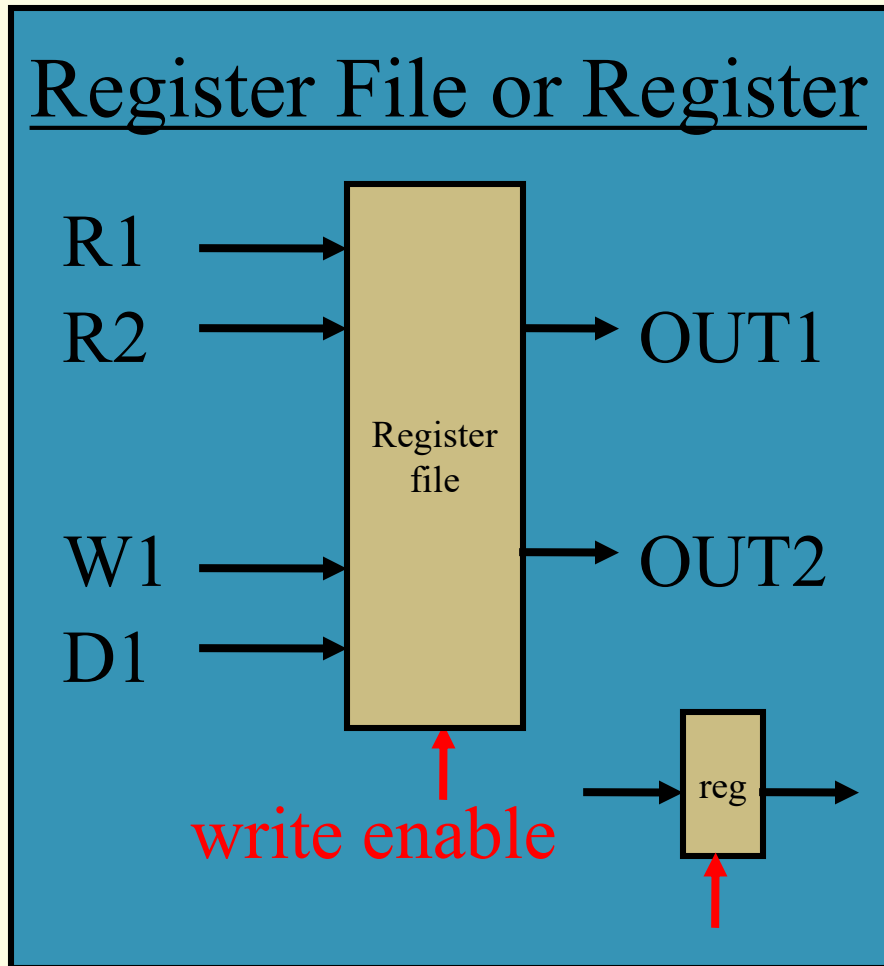 Register File or Register
R1
R2
OUT1
Register
file
W1
OUT2
D1
reg
write enable